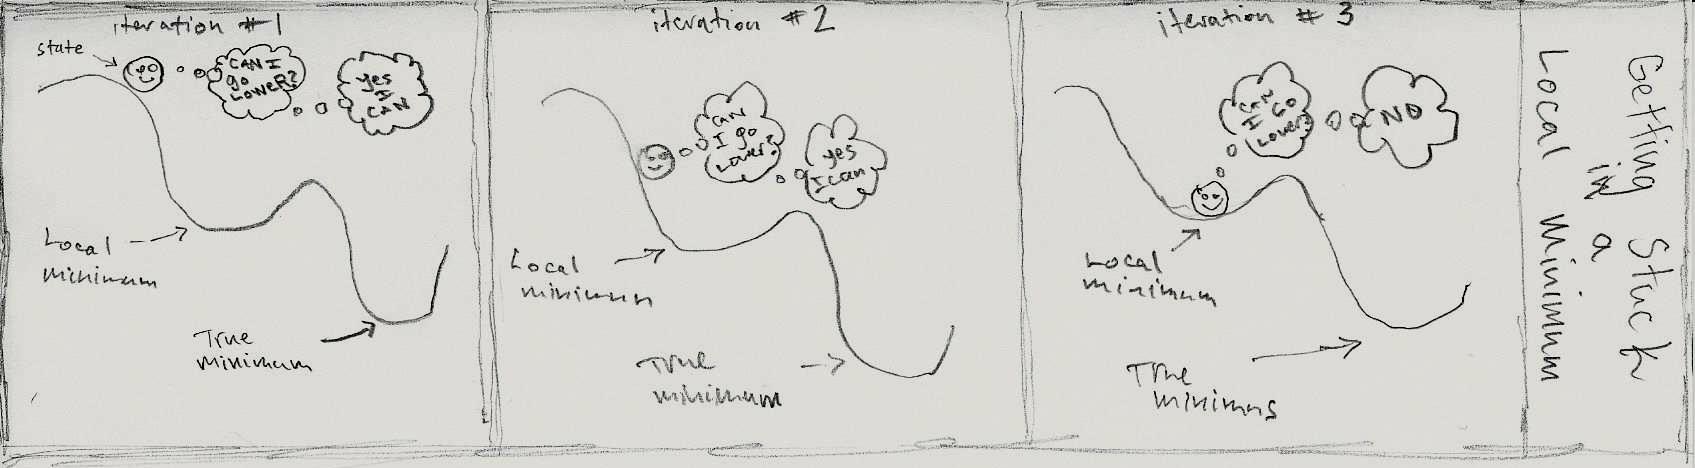 iteration #1
state
CAN I
go
LOWER?
yes
I
CAN
Local
minimum
True
minimum
iteration #2
CAN
I go
Lower?
yes
I can
Local
minimum
True
minimum
iteration #3
CAN
I GO
Lower?
NO
Local
minimum
True
minimus
Getting Stuck
in a
Local minimum